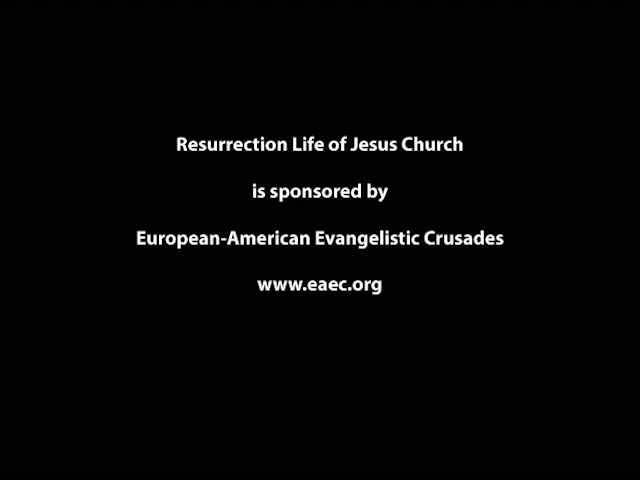 Resurrection Life of Jesus Church
is sponsored by
European-American Evangelistic Crusades
www.eaec.org